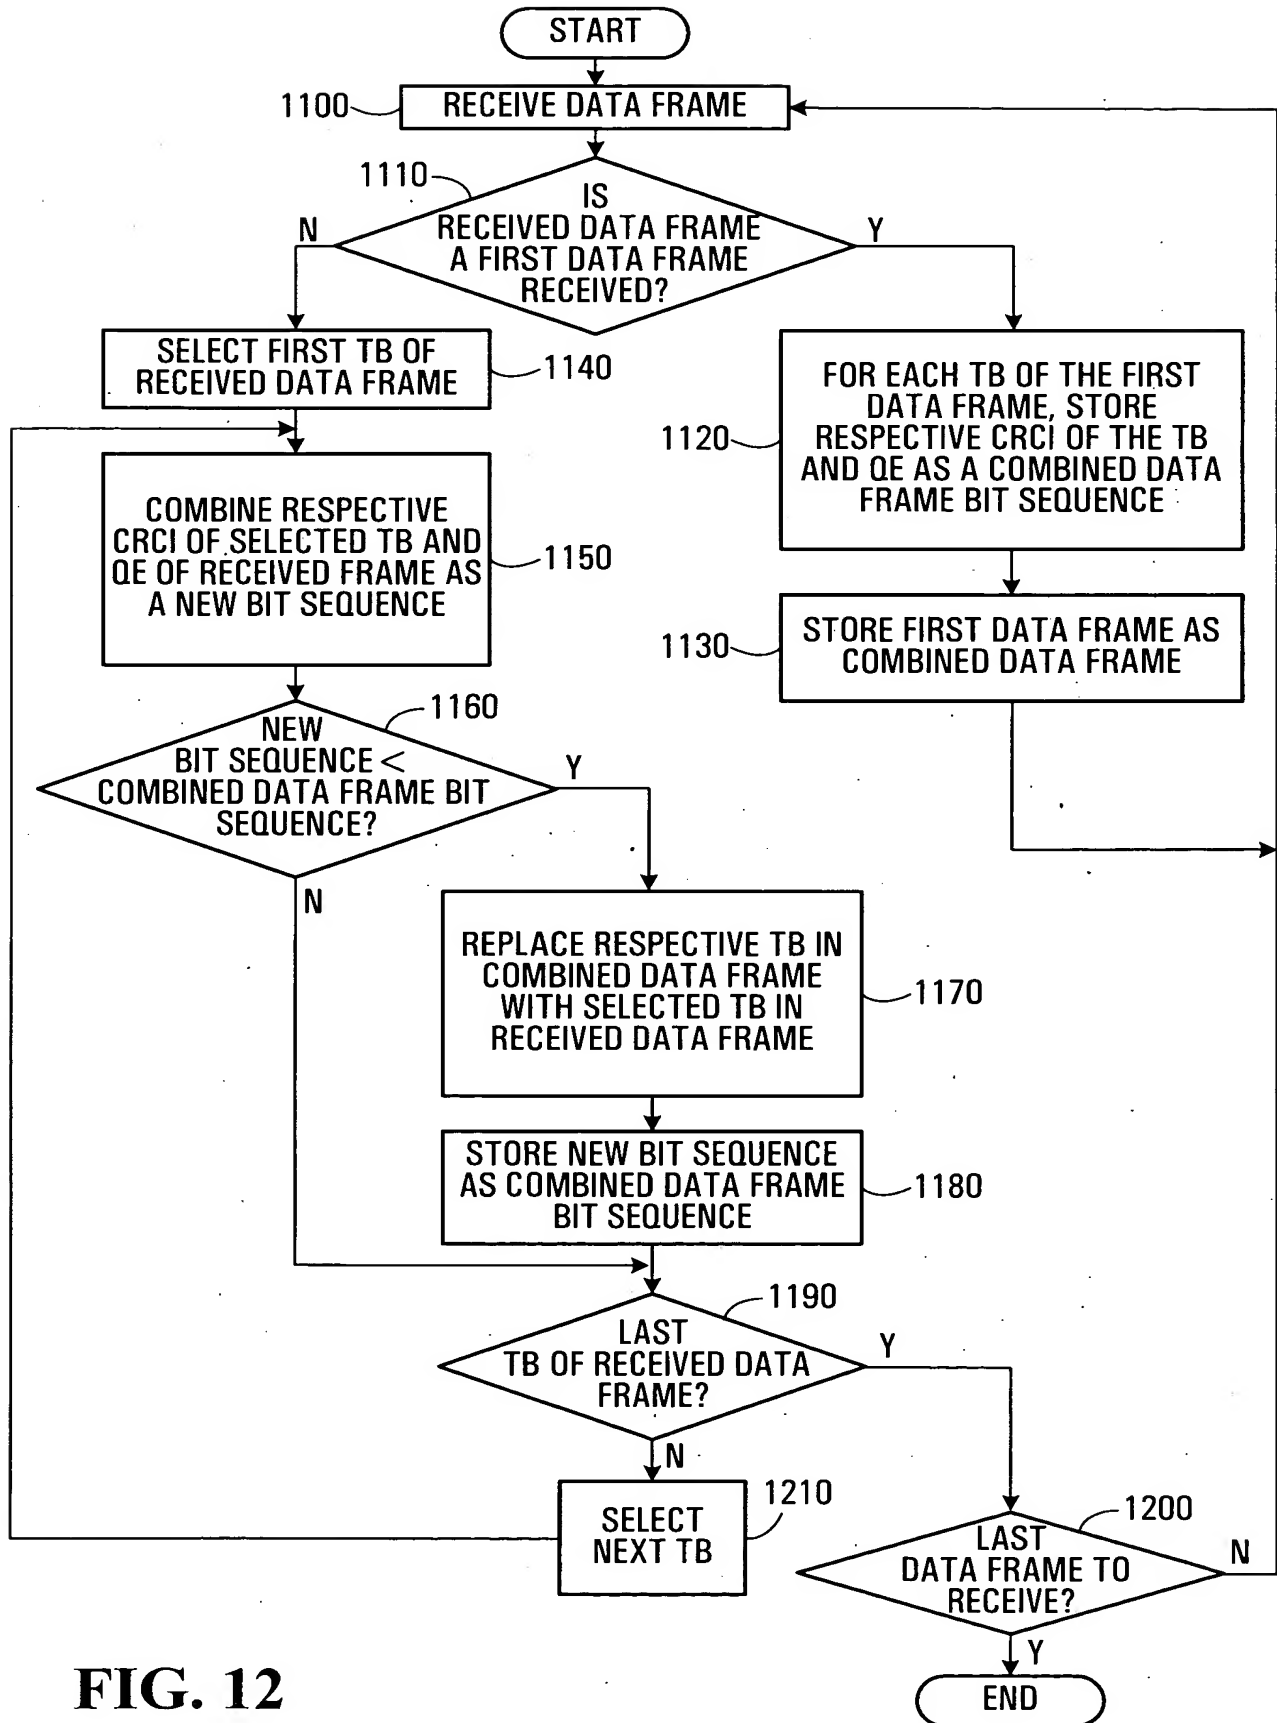 START
1100
RECEIVE DATA FRAME
1110
IS
RECEIVED DATA FRAME
A FIRST DATA FRAME
RECEIVED?
N
Y
SELECT FIRST TB OF
RECEIVED DATA FRAME
1140
FOR EACH TB OF THE FIRST
DATA FRAME, STORE
RESPECTIVE CRCI OF THE TB
AND QE AS A COMBINED DATA
FRAME BIT SEQUENCE
1120
COMBINE RESPECTIVE
CRCI OF SELECTED TB AND
QE OF RECEIVED FRAME AS
A NEW BIT SEQUENCE
1150
STORE FIRST DATA FRAME AS
COMBINED DATA FRAME
1130
1160
NEW
BIT SEQUENCE <
COMBINED DATA FRAME BIT
SEQUENCE?
Y
N
REPLACE RESPECTIVE TB IN
COMBINED DATA FRAME
WITH SELECTED TB IN
RECEIVED DATA FRAME
1170
STORE NEW BIT SEQUENCE
AS COMBINED DATA FRAME
BIT SEQUENCE
1180
1190
LAST
TB OF RECEIVED DATA
FRAME?
Y
N
1210
SELECT
NEXT TB
1200
LAST
DATA FRAME TO
RECEIVE?
N
Y
END
FIG. 12